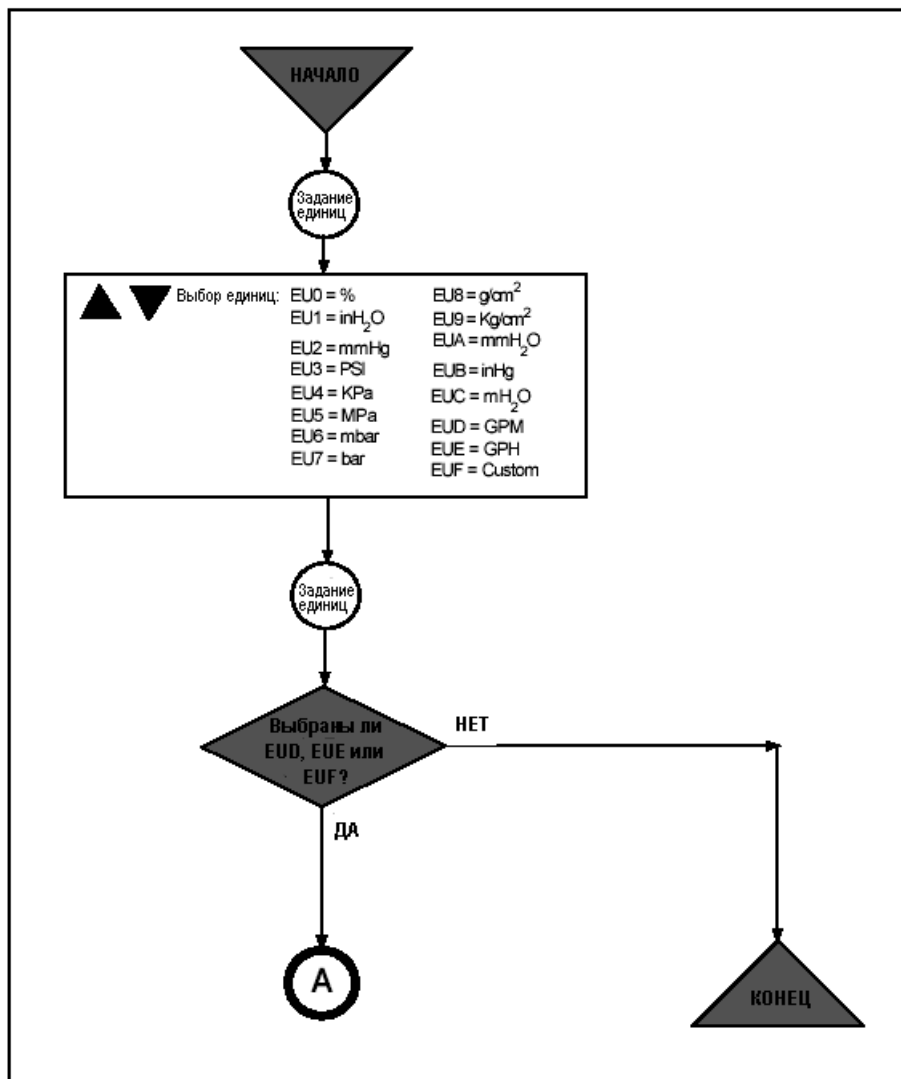 НАЧАЛО
Задание
единиц
Выбор единиц:
EU0 = %
EU1 = inH₂O
EU2 = mmHg
EU3 = PSI
EU4 = KPa
EU5 = MPa
EU6 = mbar
EU7 = bar
EU8 = g/cm²
EU9 = Kg/cm²
EUA = mmH₂O
EUB = inHg
EUC = mH₂O
EUD = GPM
EUE = GPH
EUF = Custom
Задание
единиц
Выбраны ли
EUD, EUE или
EUF?
НЕТ
ДА
A
КОНЕЦ